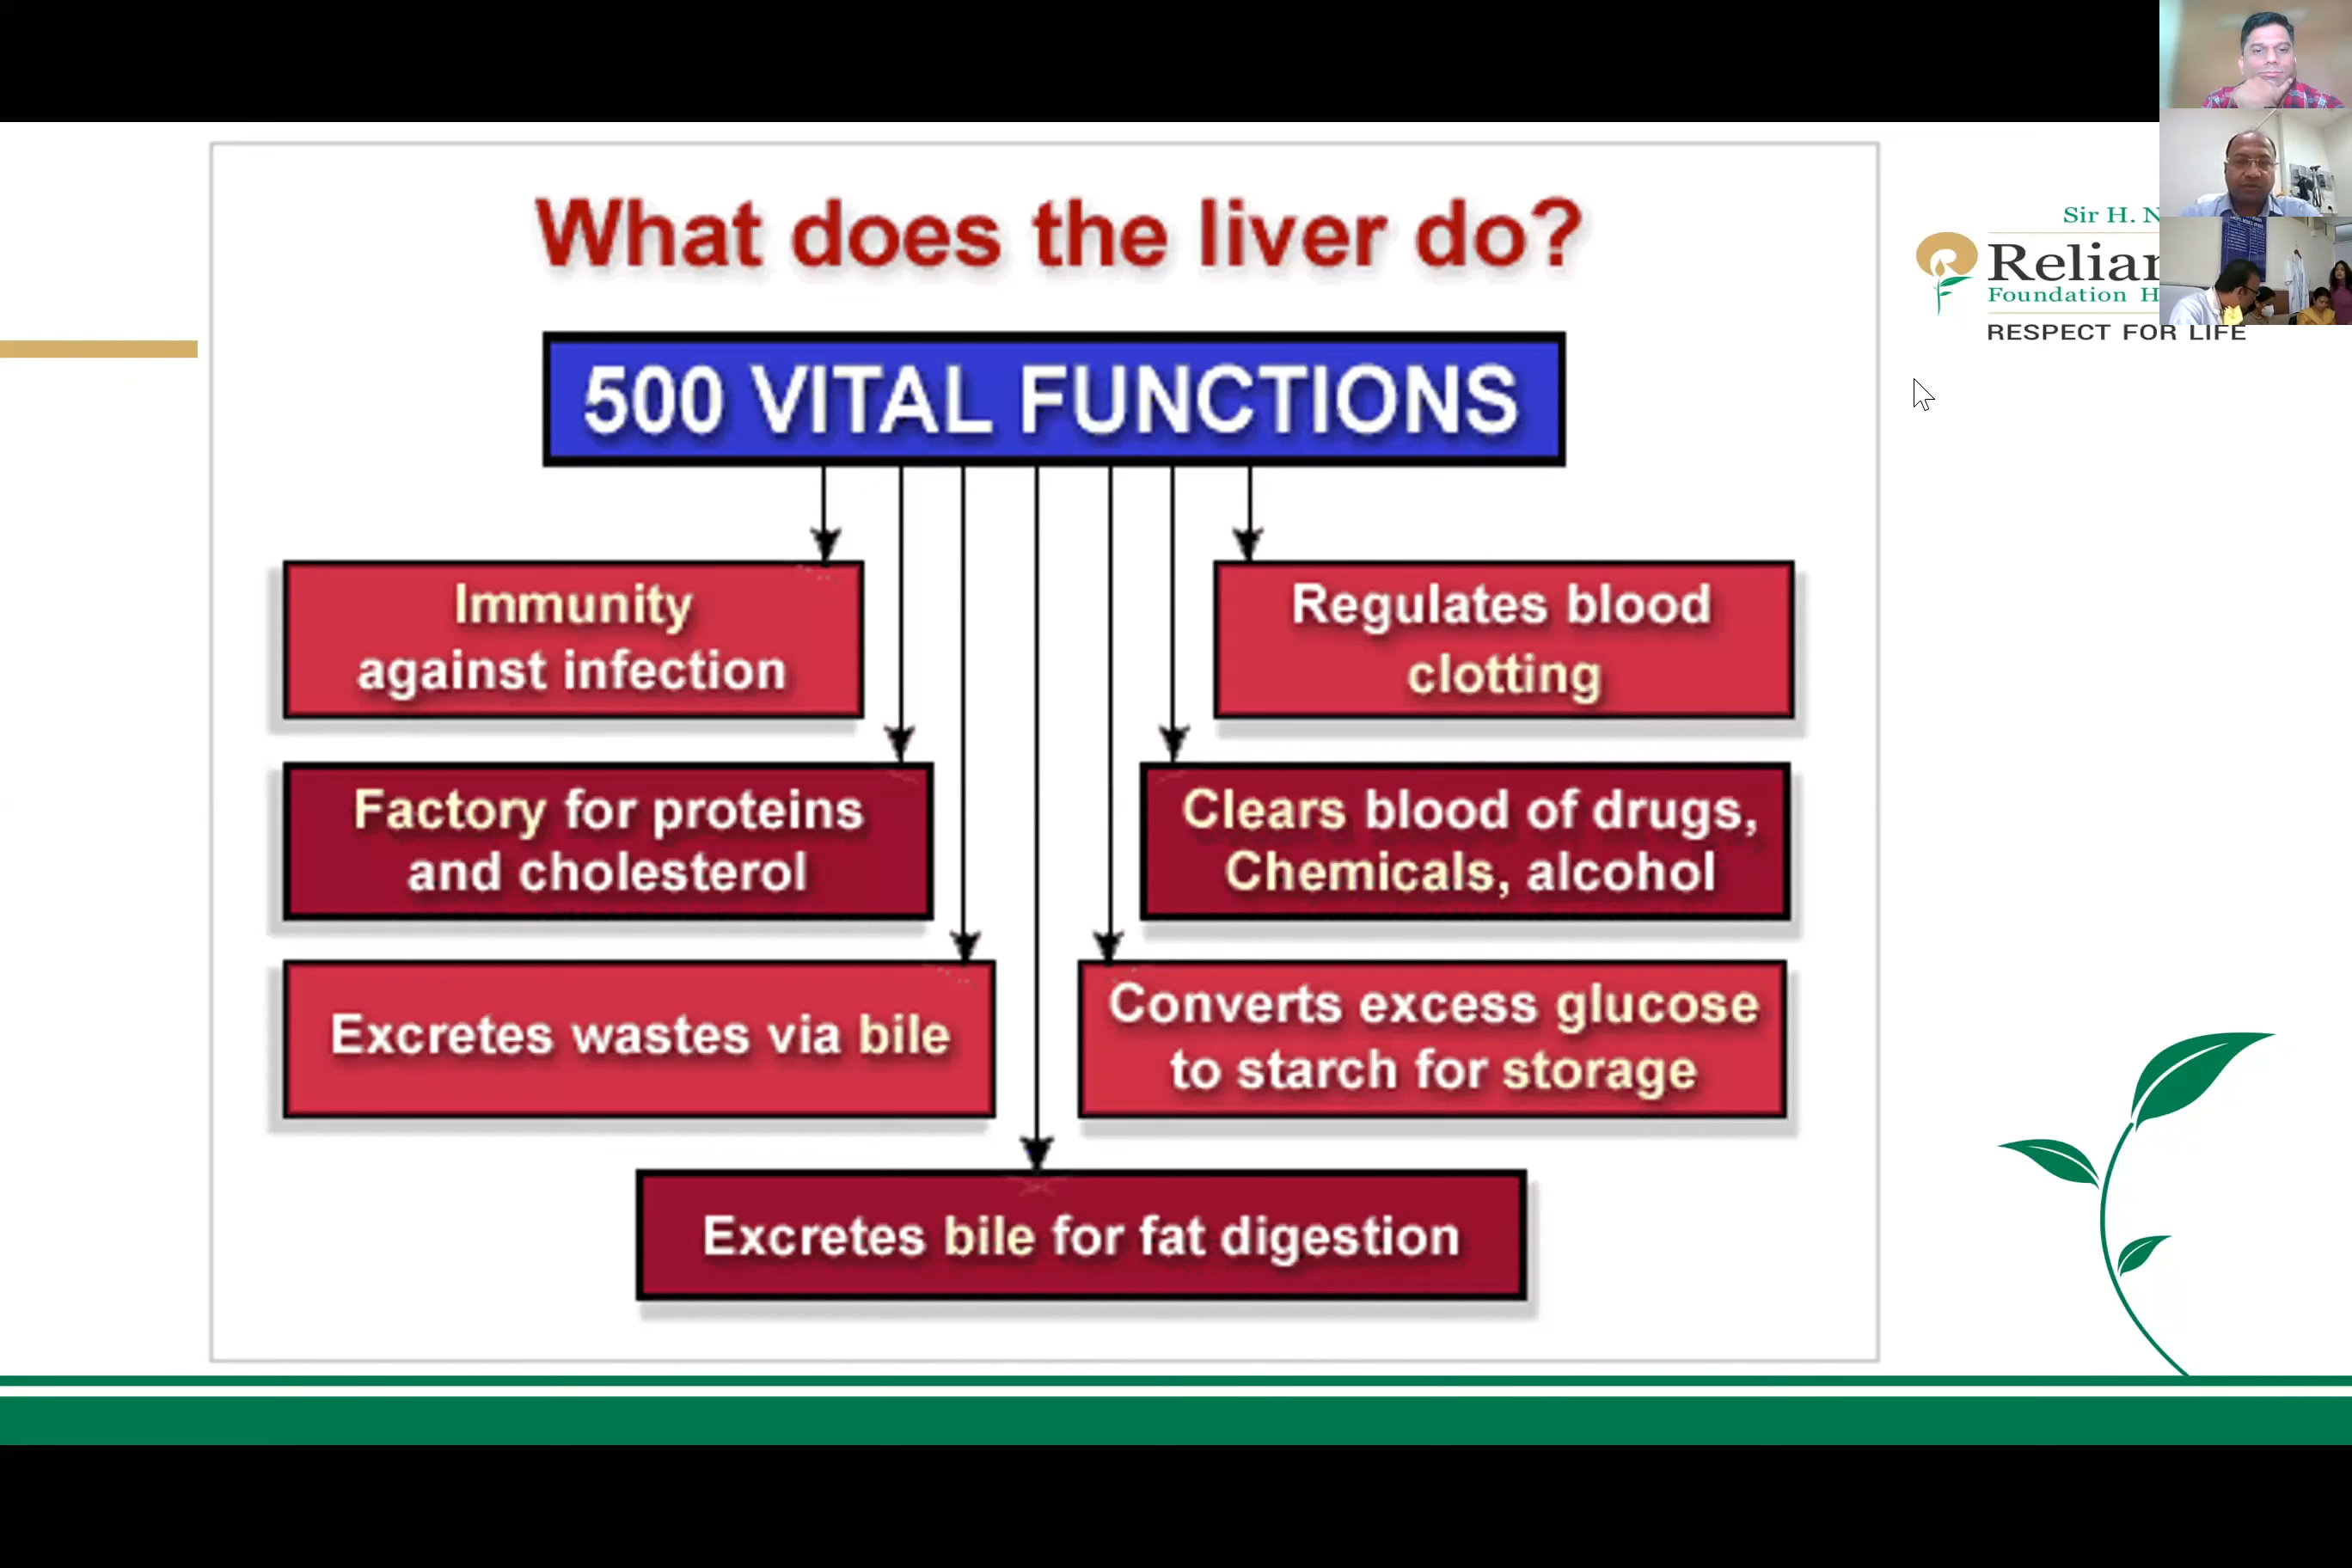 What does the liver do?
Sir H. N
Relian
Foundation H
RESPECT FOR LIFE
500 VITAL FUNCTIONS
Immunity
against infection
Regulates blood
clotting
Factory for proteins
and cholesterol
Clears blood of drugs,
Chemicals, alcohol
Excretes wastes via bile
Converts excess glucose
to starch for storage
Excretes bile for fat digestion